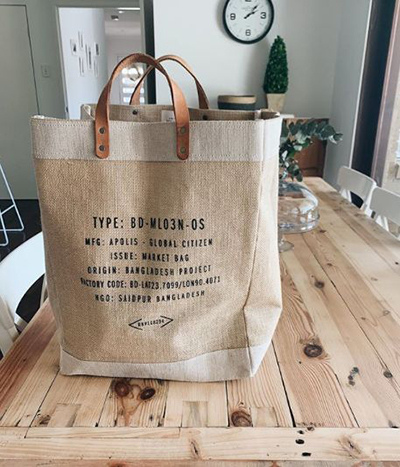 TYPE: BD-ML03N-OS
MFG: APOLIS - GLOBAL CITIZEN
ISSUE: MARKET BAG
ORIGIN: BANGLADESH PROJECT
FACTORY CODE: BD-LAT23.7099/LON90.4071
NGO: SAIDPUR BANGLADESH